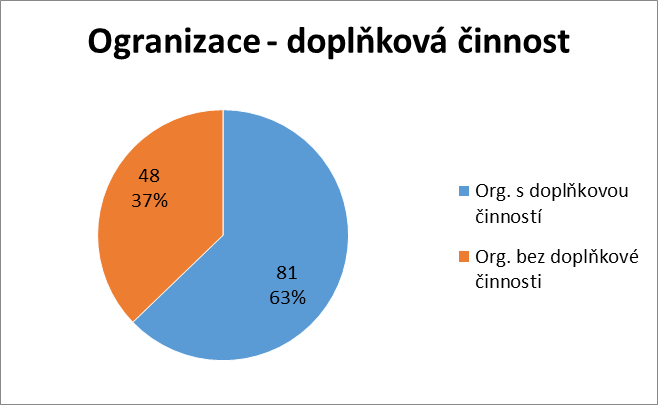 Ogranizace - doplňková činnost
48
37%
81
63%
Org. s doplňkovou
činností
Org. bez doplňkové
činnosti